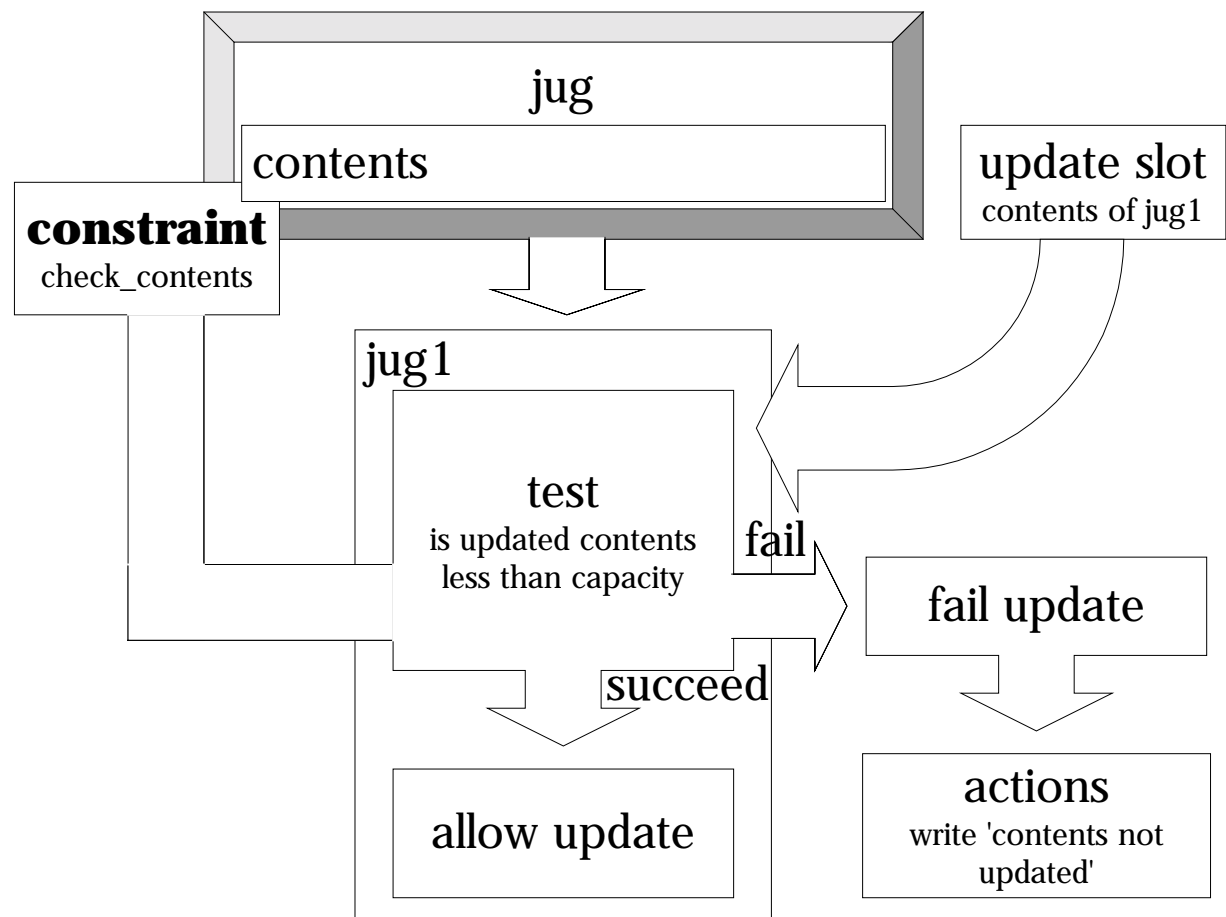 jug
contents
update slot
contents of jug1
constraint
check_contents
jug1
test
is updated contents
less than capacity
fail
fail update
succeed
allow update
actions
write 'contents not
updated'